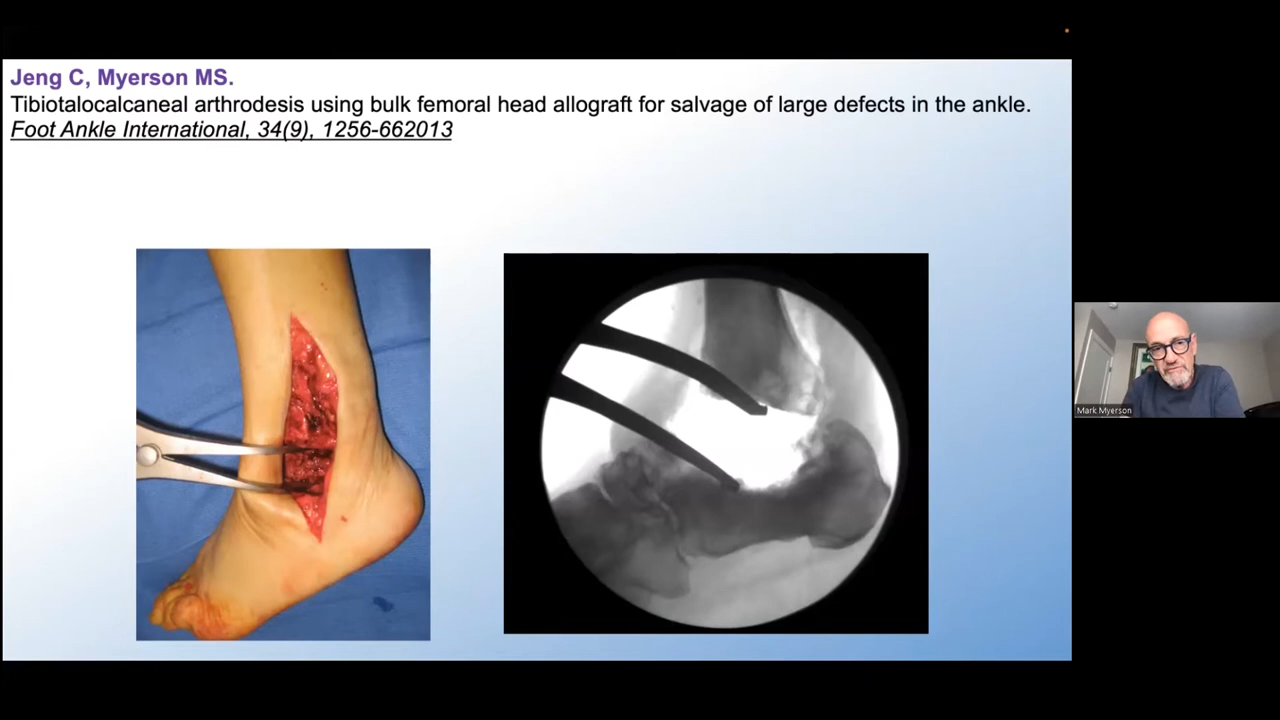 Jeng C, Myerson MS.
Tibiotalocalcaneal arthrodesis using bulk femoral head allograft for salvage of large defects in the ankle.
Foot Ankle International, 34(9), 1256-662013
Mark Myerson